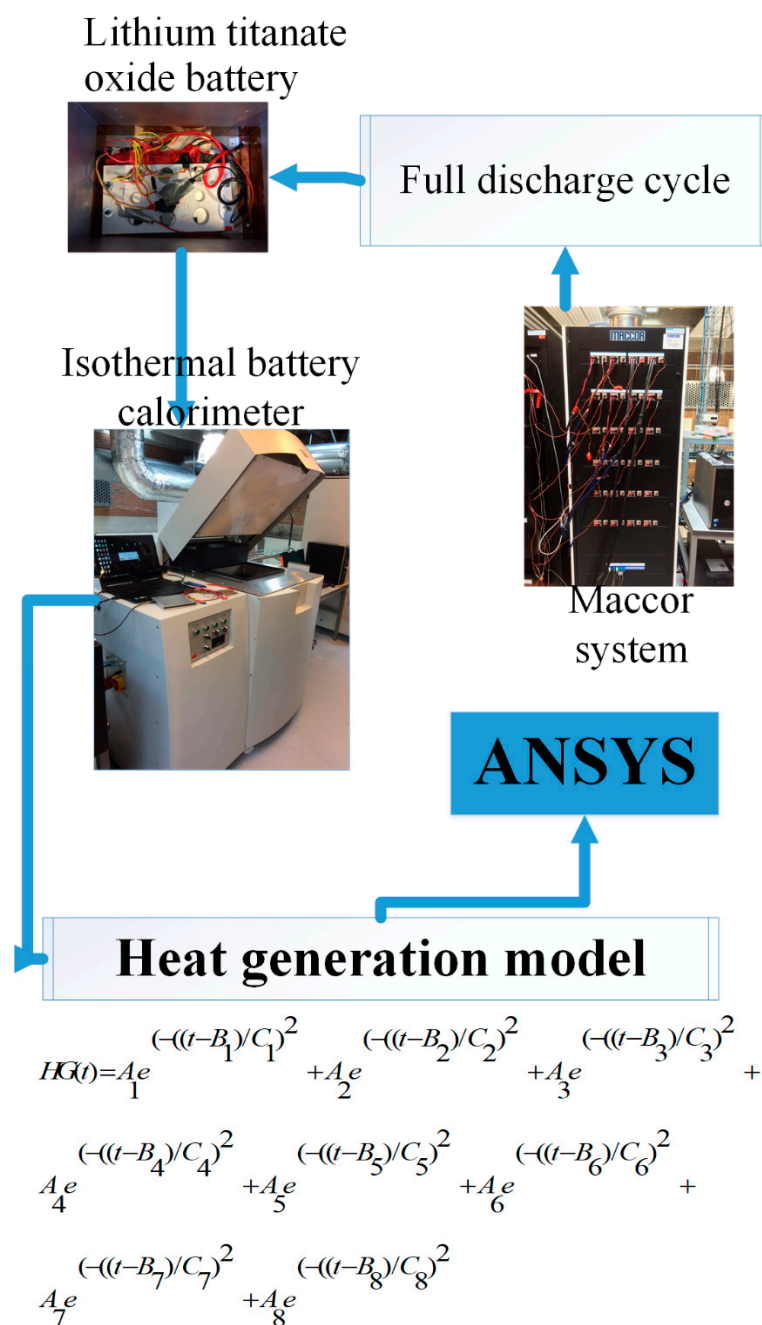 Lithium titanate
oxide battery
Full discharge cycle
MACCOR
Isothermal battery
calorimeter
Maccor
system
ANSYS
Heat generation model
HG(t)=A₁e^(−((t−B₁)/C₁)²) +A₂e^(−((t−B₂)/C₂)²) +A₃e^(−((t−B₃)/C₃)²) +
A₄e^(−((t−B₄)/C₄)²) +A₅e^(−((t−B₅)/C₅)²) +A₆e^(−((t−B₆)/C₆)²) +
A₇e^(−((t−B₇)/C₇)²) +A₈e^(−((t−B₈)/C₈)²)